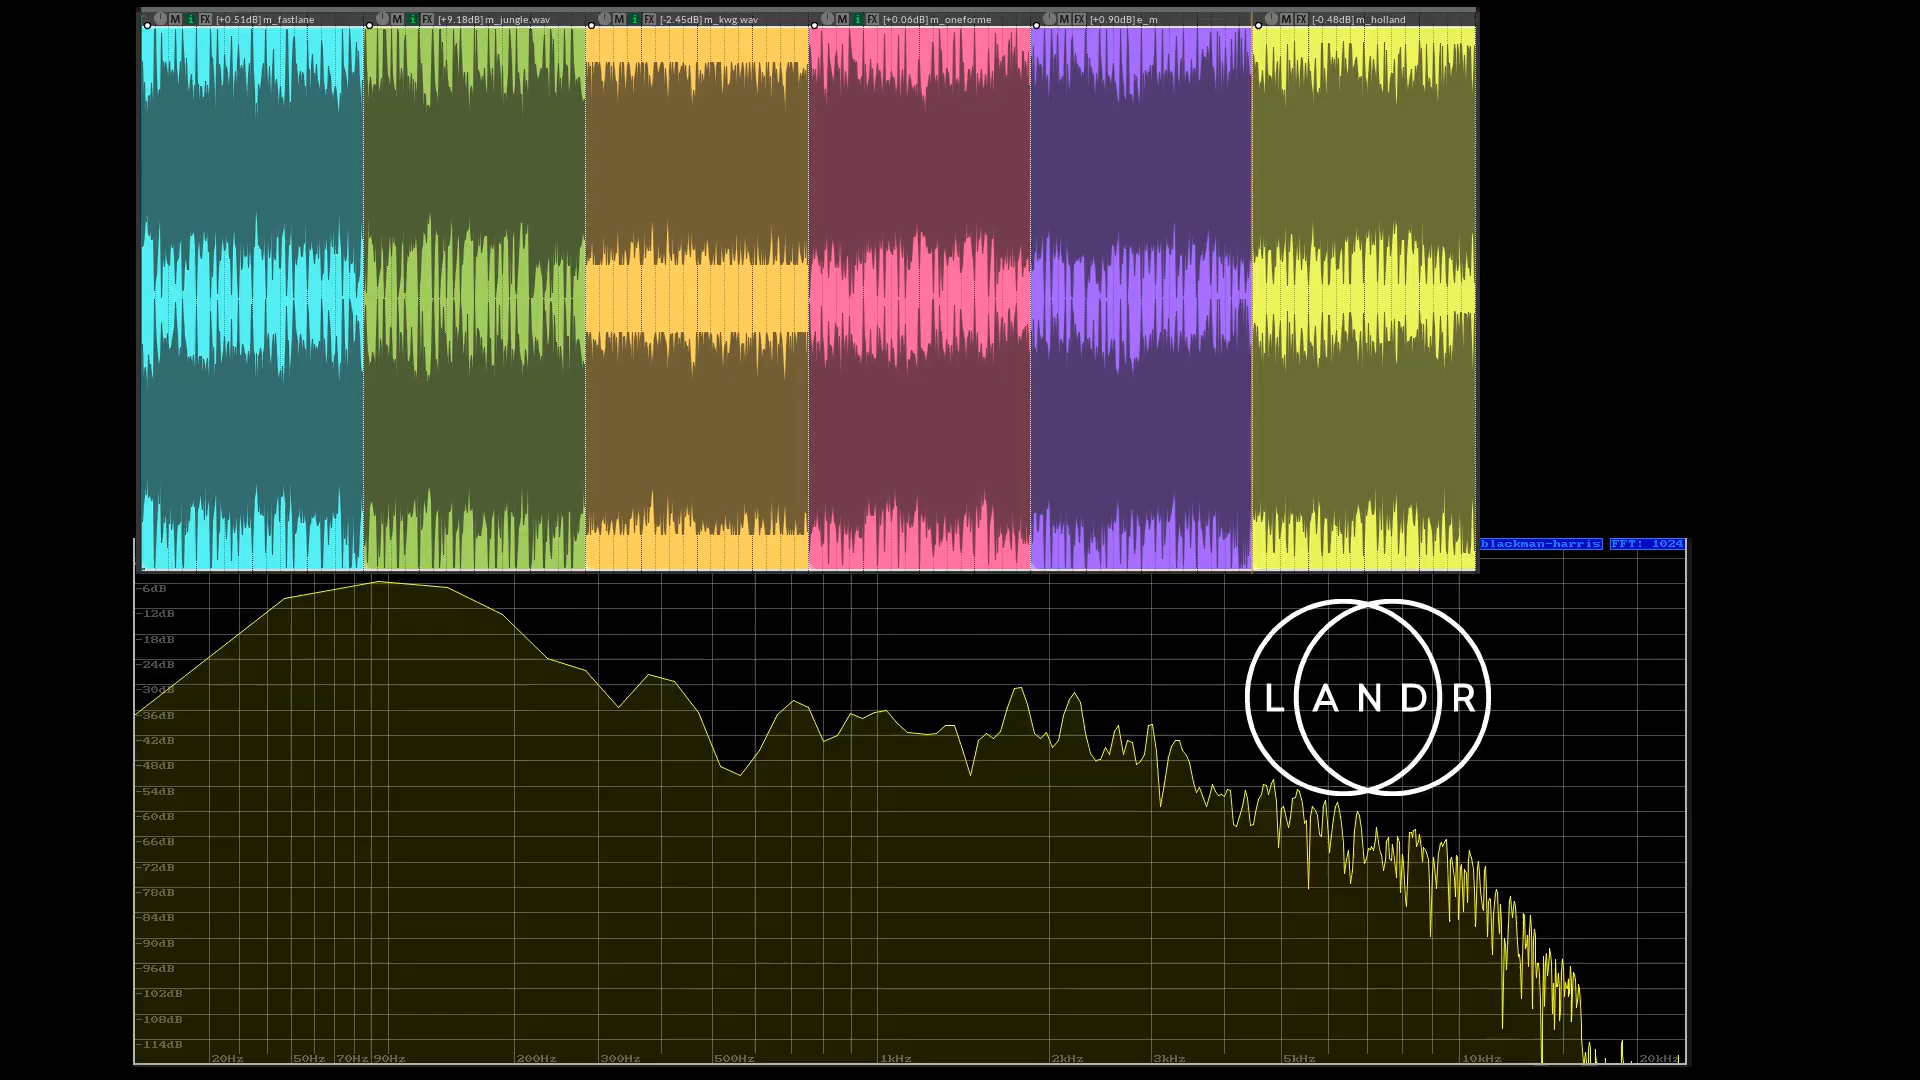 M i FX [+0.51dB] m_fastlane
M i FX [+9.18dB] m_jungle.wav
M i FX [-2.45dB] m_kwg.wav
M i FX [+0.06dB] m_oneforme
M FX [+0.90dB] e_m
M FX [-0.48dB] m_holland
blackman-harris FFT: 1024
-6dB
-12dB
-18dB
-24dB
-30dB
-36dB
-42dB
-48dB
-54dB
-60dB
-66dB
-72dB
-78dB
-84dB
-90dB
-96dB
-102dB
-108dB
-114dB
LANDR
20Hz 50Hz 70Hz 90Hz 200Hz 300Hz 500Hz 1kHz 2kHz 3kHz 5kHz 10kHz 20kHz